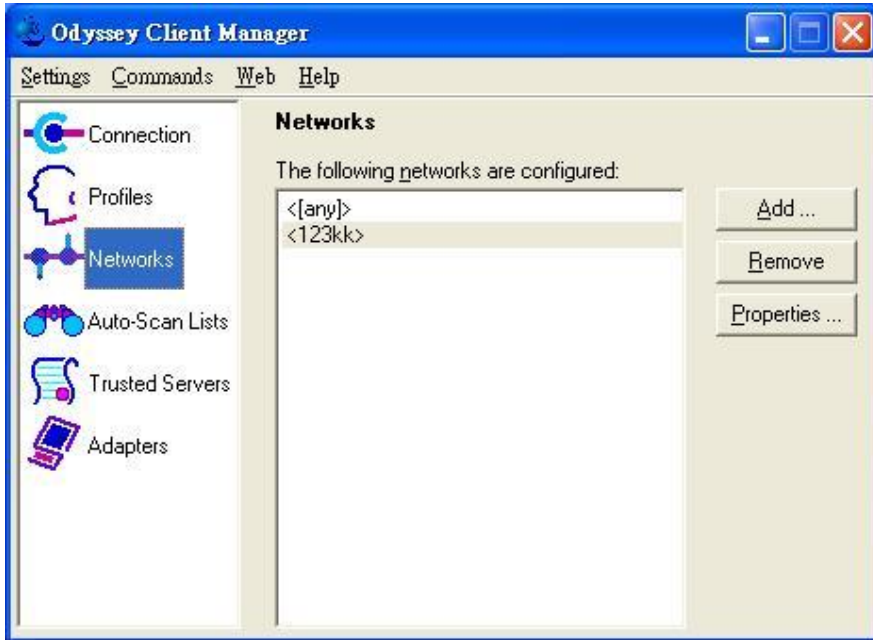 Odyssey Client Manager
Settings Commands Web Help
Connection
Profiles
Networks
Auto-Scan Lists
Trusted Servers
Adapters
Networks
The following networks are configured:
<[any]>
<123kk>
Add ...
Remove
Properties ...